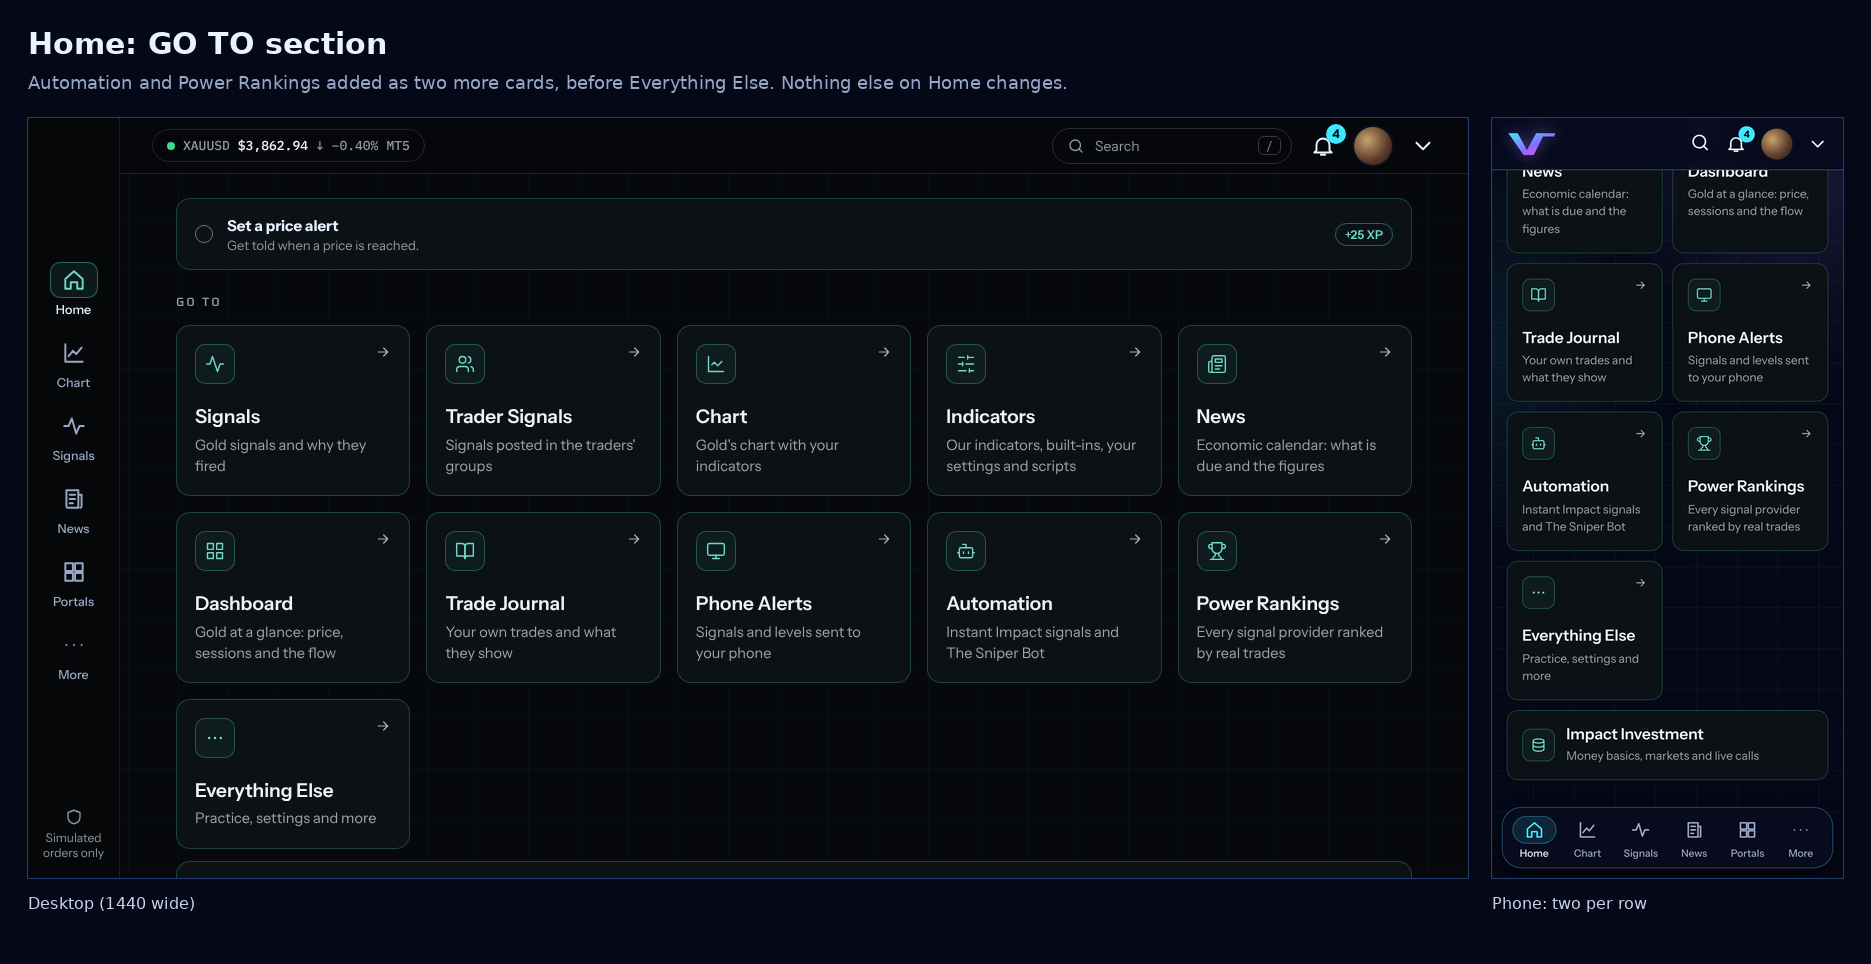 Home: GO TO section
Automation and Power Rankings added as two more cards, before Everything Else. Nothing else on Home changes.
XAUUSD $3,862.94 ↓ −0.40% MT5
Search /
4
Home
Chart
Signals
News
Portals
More
Simulated
orders only
Set a price alert
Get told when a price is reached.
+25 XP
GO TO
Signals
Gold signals and why they
fired
Trader Signals
Signals posted in the traders'
groups
Chart
Gold's chart with your
indicators
Indicators
Our indicators, built-ins, your
settings and scripts
News
Economic calendar: what is
due and the figures
Dashboard
Gold at a glance: price,
sessions and the flow
Trade Journal
Your own trades and what
they show
Phone Alerts
Signals and levels sent to
your phone
Automation
Instant Impact signals and
The Sniper Bot
Power Rankings
Every signal provider ranked
by real trades
Everything Else
Practice, settings and more
Desktop (1440 wide)
4
News
Economic calendar:
what is due and the
figures
Dashboard
Gold at a glance: price,
sessions and the flow
Trade Journal
Your own trades and
what they show
Phone Alerts
Signals and levels sent
to your phone
Automation
Instant Impact signals
and The Sniper Bot
Power Rankings
Every signal provider
ranked by real trades
Everything Else
Practice, settings and
more
Impact Investment
Money basics, markets and live calls
Home
Chart
Signals
News
Portals
More
Phone: two per row